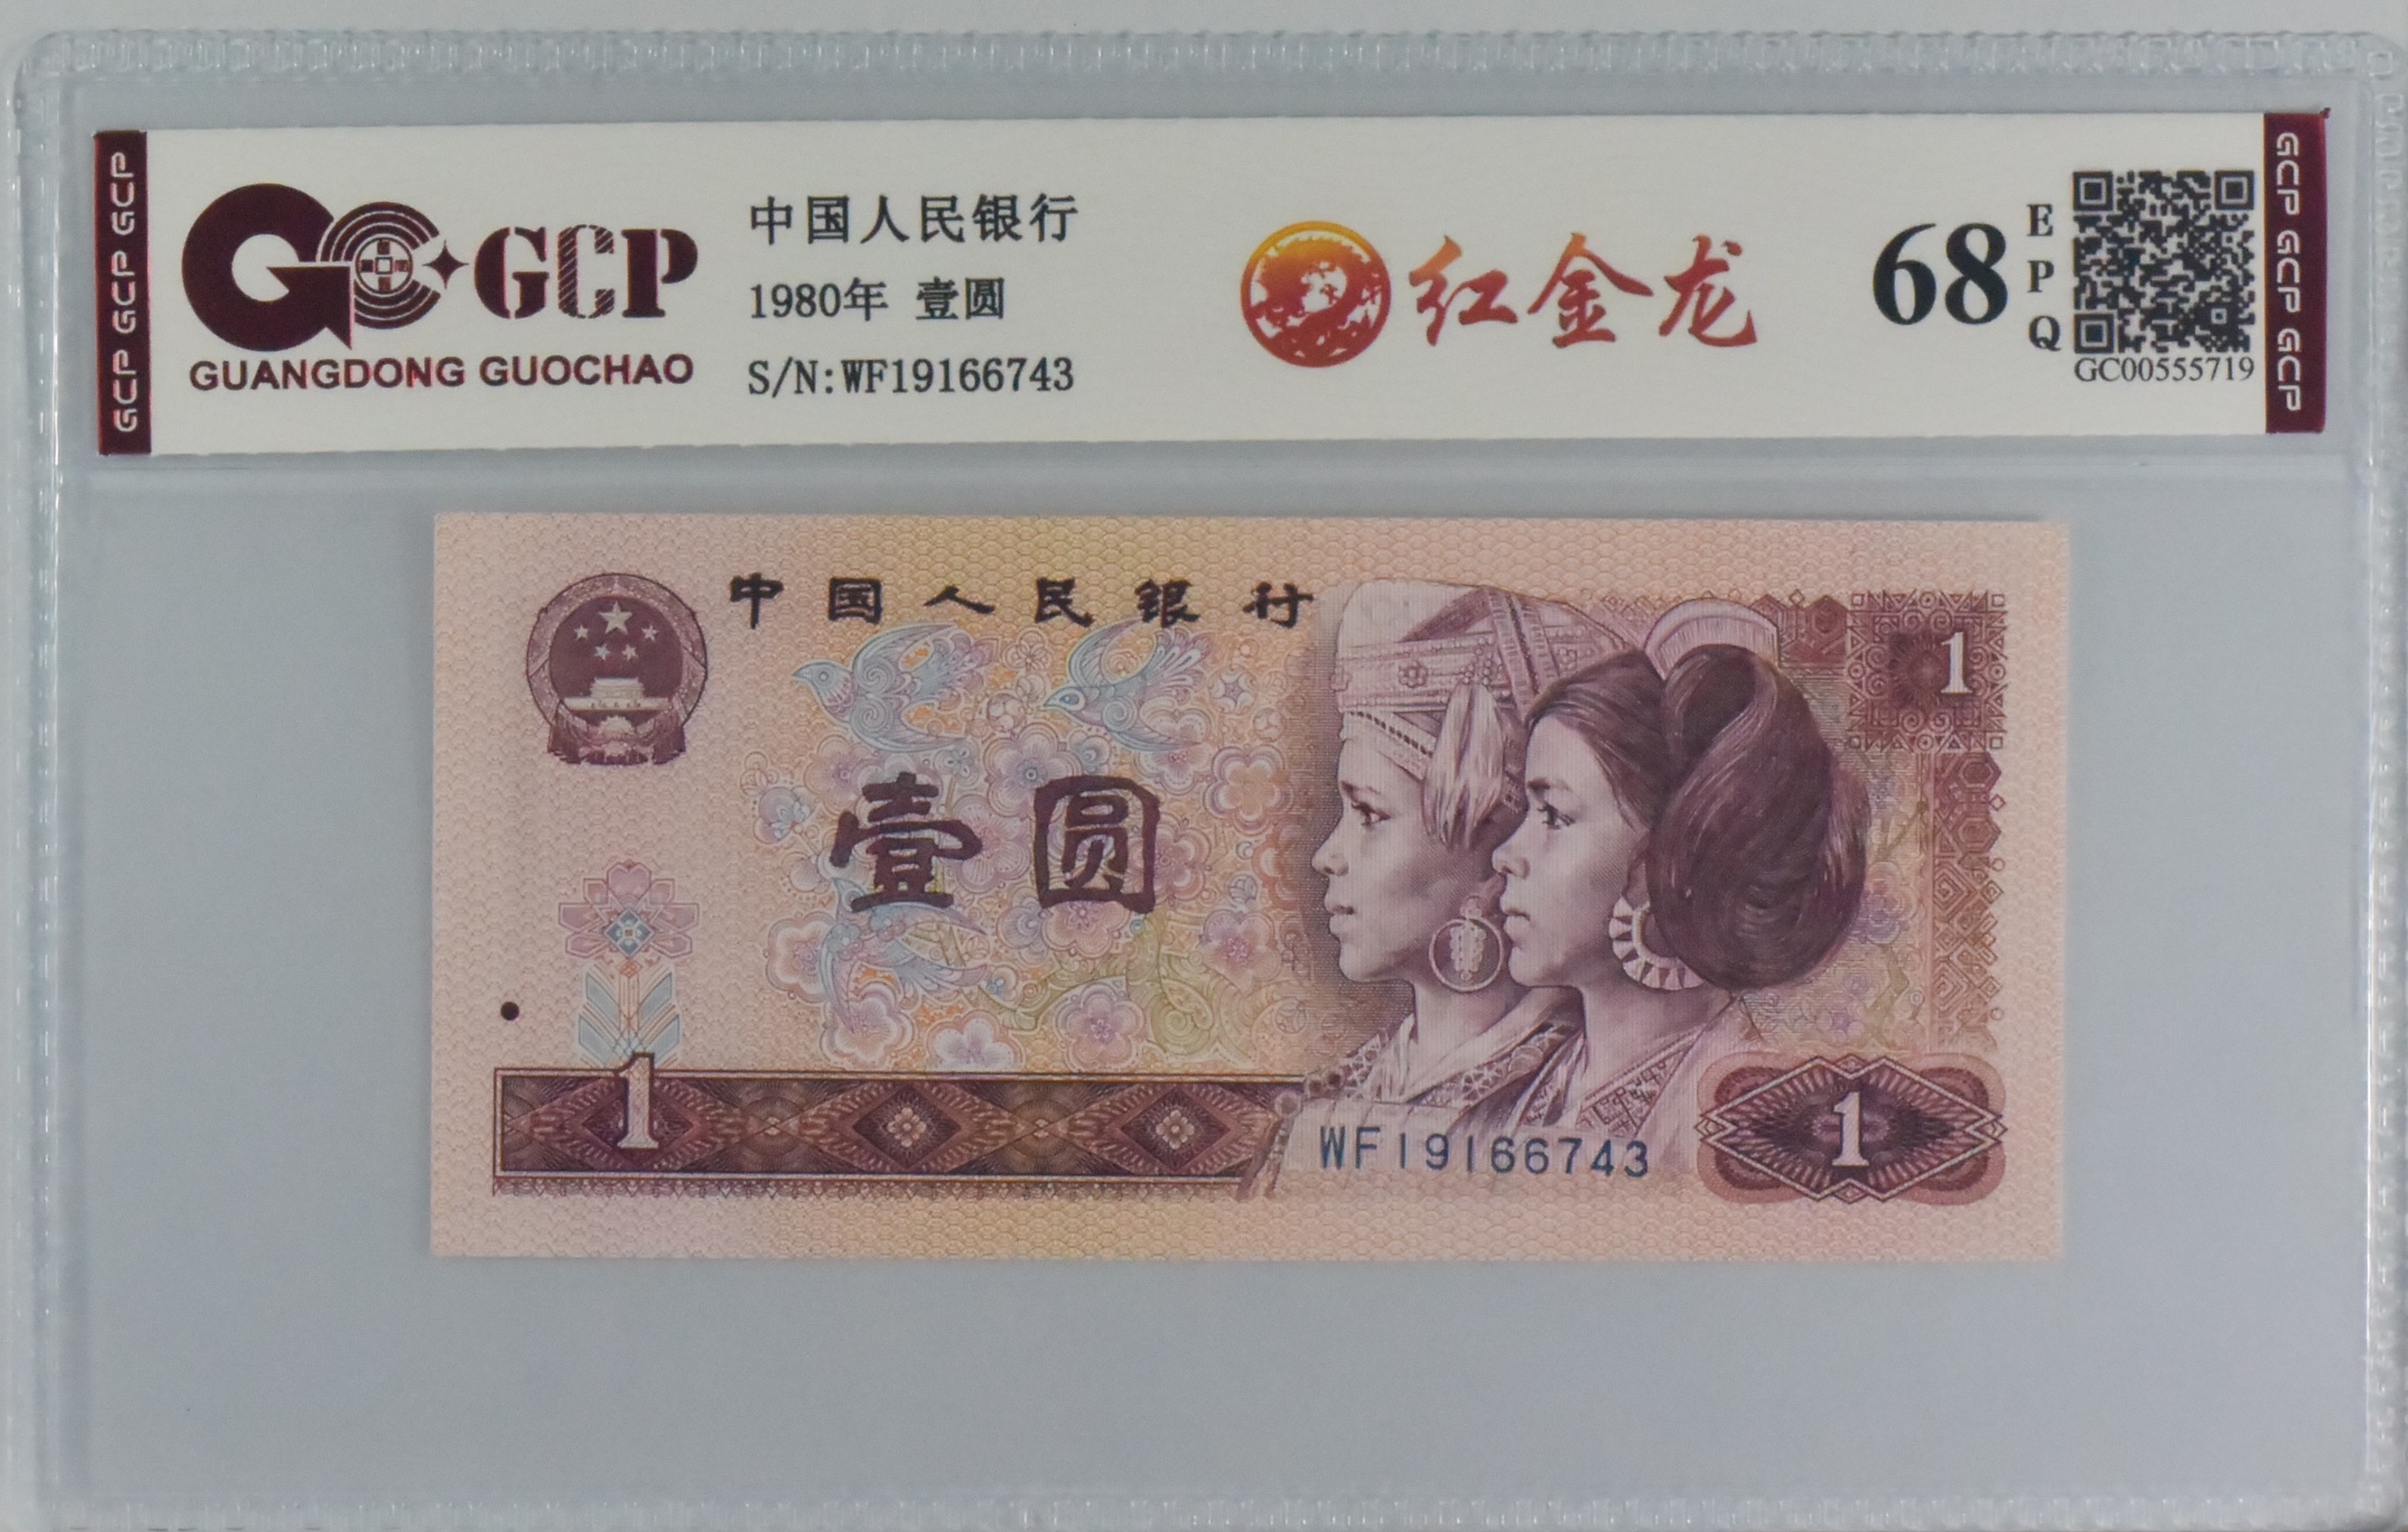 GCP GCP GCP
GCP
GUANGDONG GUOCHAO
中国人民银行
1980年 壹圆
S/N:WF19166743
红金龙
68
EPQ
GC00555719
GCP GCP GCP
中国人民银行
1
壹圆
1
WF19166743
1